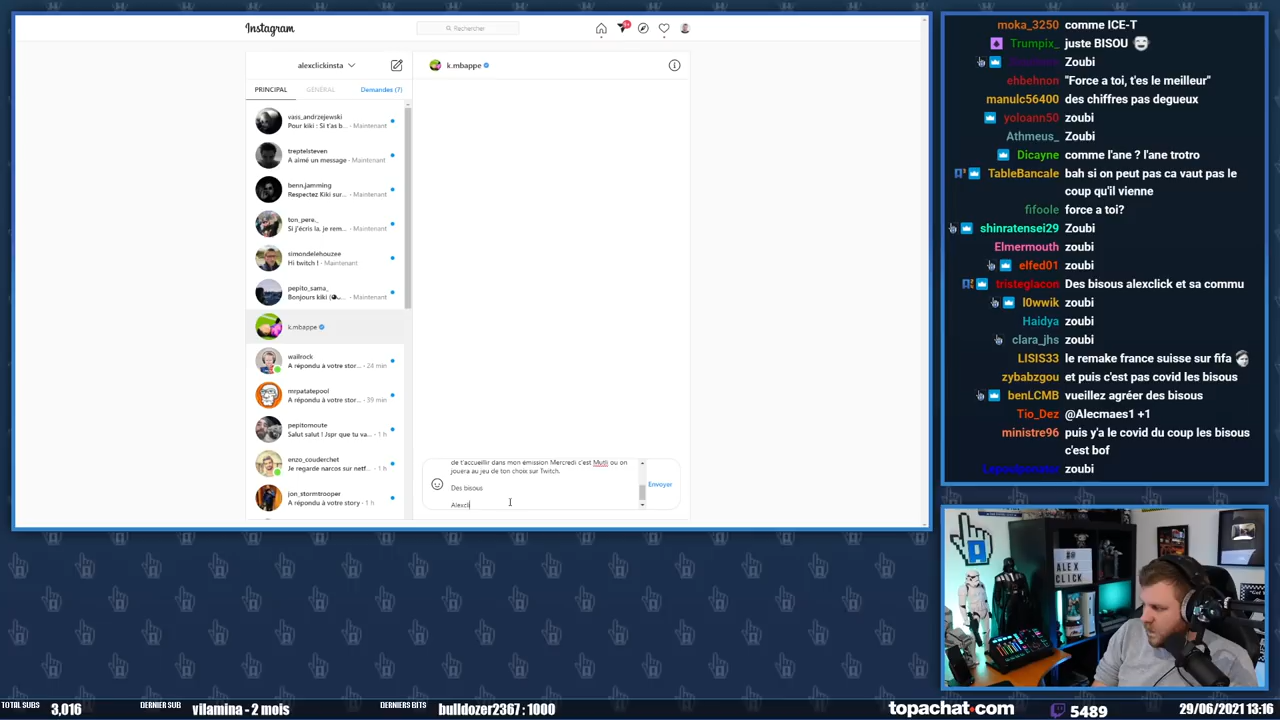 Instagram
Rechercher
alexclickinsta
PRINCIPAL
GÉNÉRAL
Demandes (7)
vass_andrzejewski
Pour kiki : Si t'as b... · Maintenant
treptelsteven
A aimé un message · Maintenant
benn.jamming
Respectez Kiki sur... · Maintenant
ton_pere._
Si j'écris la, je rem... · Maintenant
simondelehouzee
Hi twitch ! · Maintenant
pepito_sama_
Maintenant
k.mbappe
wailrock
A répondu à votre stor... · 24 min
mrpatatepool
A répondu à votre stor... · 39 min
pepitomoute
Salut salut ! Jspr que tu va... · 1 h
enzo_couderchet
Je regarde narcos sur netf... · 1 h
jon_stormtrooper
A répondu à votre story · 1 h
k.mbappe
de t'accueillir dans mon émission Mercredi c'est Mutli ou on
jouera au jeu de ton choix sur Twitch.
Des bisous
Alexcli
Envoyer
moka_3250 comme ICE-T
Trumpix_ juste BISOU
Zoubi
ehbehnon "Force a toi, t'es le meilleur"
manulc56400 des chiffres pas degueux
yoloann50 Zoubi
Athmeus_ Zoubi
Dicayne comme l'ane ? l'ane trotro
TableBancale bah si on peut pas ca vaut pas le
coup qu'il vienne
fifoole force a toi?
shinratensei29 Zoubi
Elmermouth zoubi
elfed01 zoubi
tristeglacon Des bisous alexclick et sa commu
l0wwik zoubi
Haidya zoubi
clara_jhs zoubi
LISIS33 le remake france suisse sur fifa
zybabzgou et puis c'est pas covid les bisous
benLCMB vueillez agréer des bisous
Tio_Dez @Alecmaes1 +1
ministre96 puis y'a le covid du coup les bisous
c'est bof
zoubi
ALEX
CLICK
TOTAL SUBS 3,016
DERNIER SUB vilamina - 2 mois
DERNIERS BITS bulldozer2367 : 1000
topachat.com
5489
29/06/2021 13:16